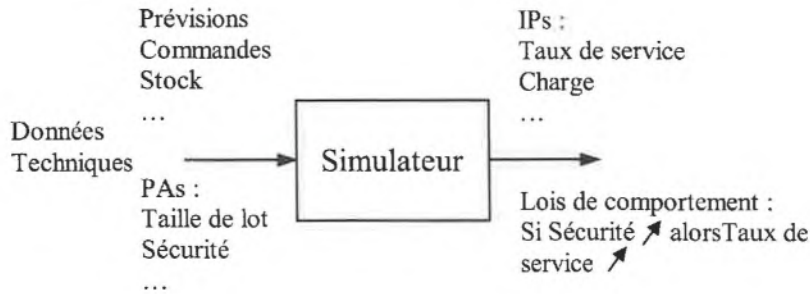 Prévisions
Commandes
Stock
…
Données
Techniques
PAs :
Taille de lot
Sécurité
…
Simulateur
IPs :
Taux de service
Charge
…
Lois de comportement :
Si Sécurité ↗ alorsTaux de
service ↗